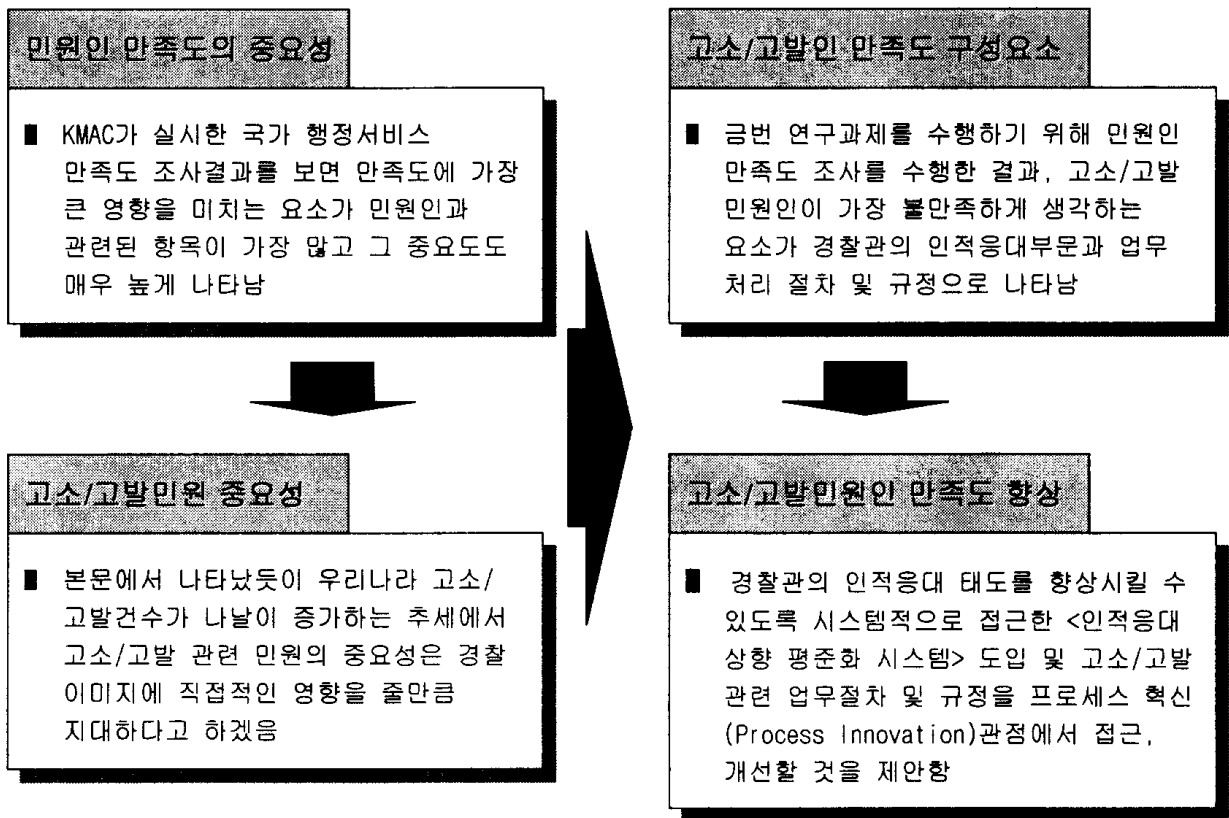 민원인 만족도의 중요성
■ KMAC가 실시한 국가 행정서비스
만족도 조사결과를 보면 만족도에 가장
큰 영향을 미치는 요소가 민원인과
관련된 항목이 가장 많고 그 중요도도
매우 높게 나타남
고소/고발민원 중요성
■ 본문에서 나타났듯이 우리나라 고소/
고발건수가 나날이 증가하는 추세에서
고소/고발 관련 민원의 중요성은 경찰
이미지에 직접적인 영향을 줄만큼
지대하다고 하겠음
고소/고발인 만족도 구성요소
■ 금번 연구과제를 수행하기 위해 민원인
만족도 조사를 수행한 결과, 고소/고발
민원인이 가장 불만족하게 생각하는
요소가 경찰관의 인적응대부문과 업무
처리 절차 및 규정으로 나타남
고소/고발민원인 만족도 향상
■ 경찰관의 인적응대 태도를 향상시킬 수
있도록 시스템적으로 접근한 <인적응대
상향 평준화 시스템> 도입 및 고소/고발
관련 업무절차 및 규정을 프로세스 혁신
(Process Innovation)관점에서 접근,
개선할 것을 제안함